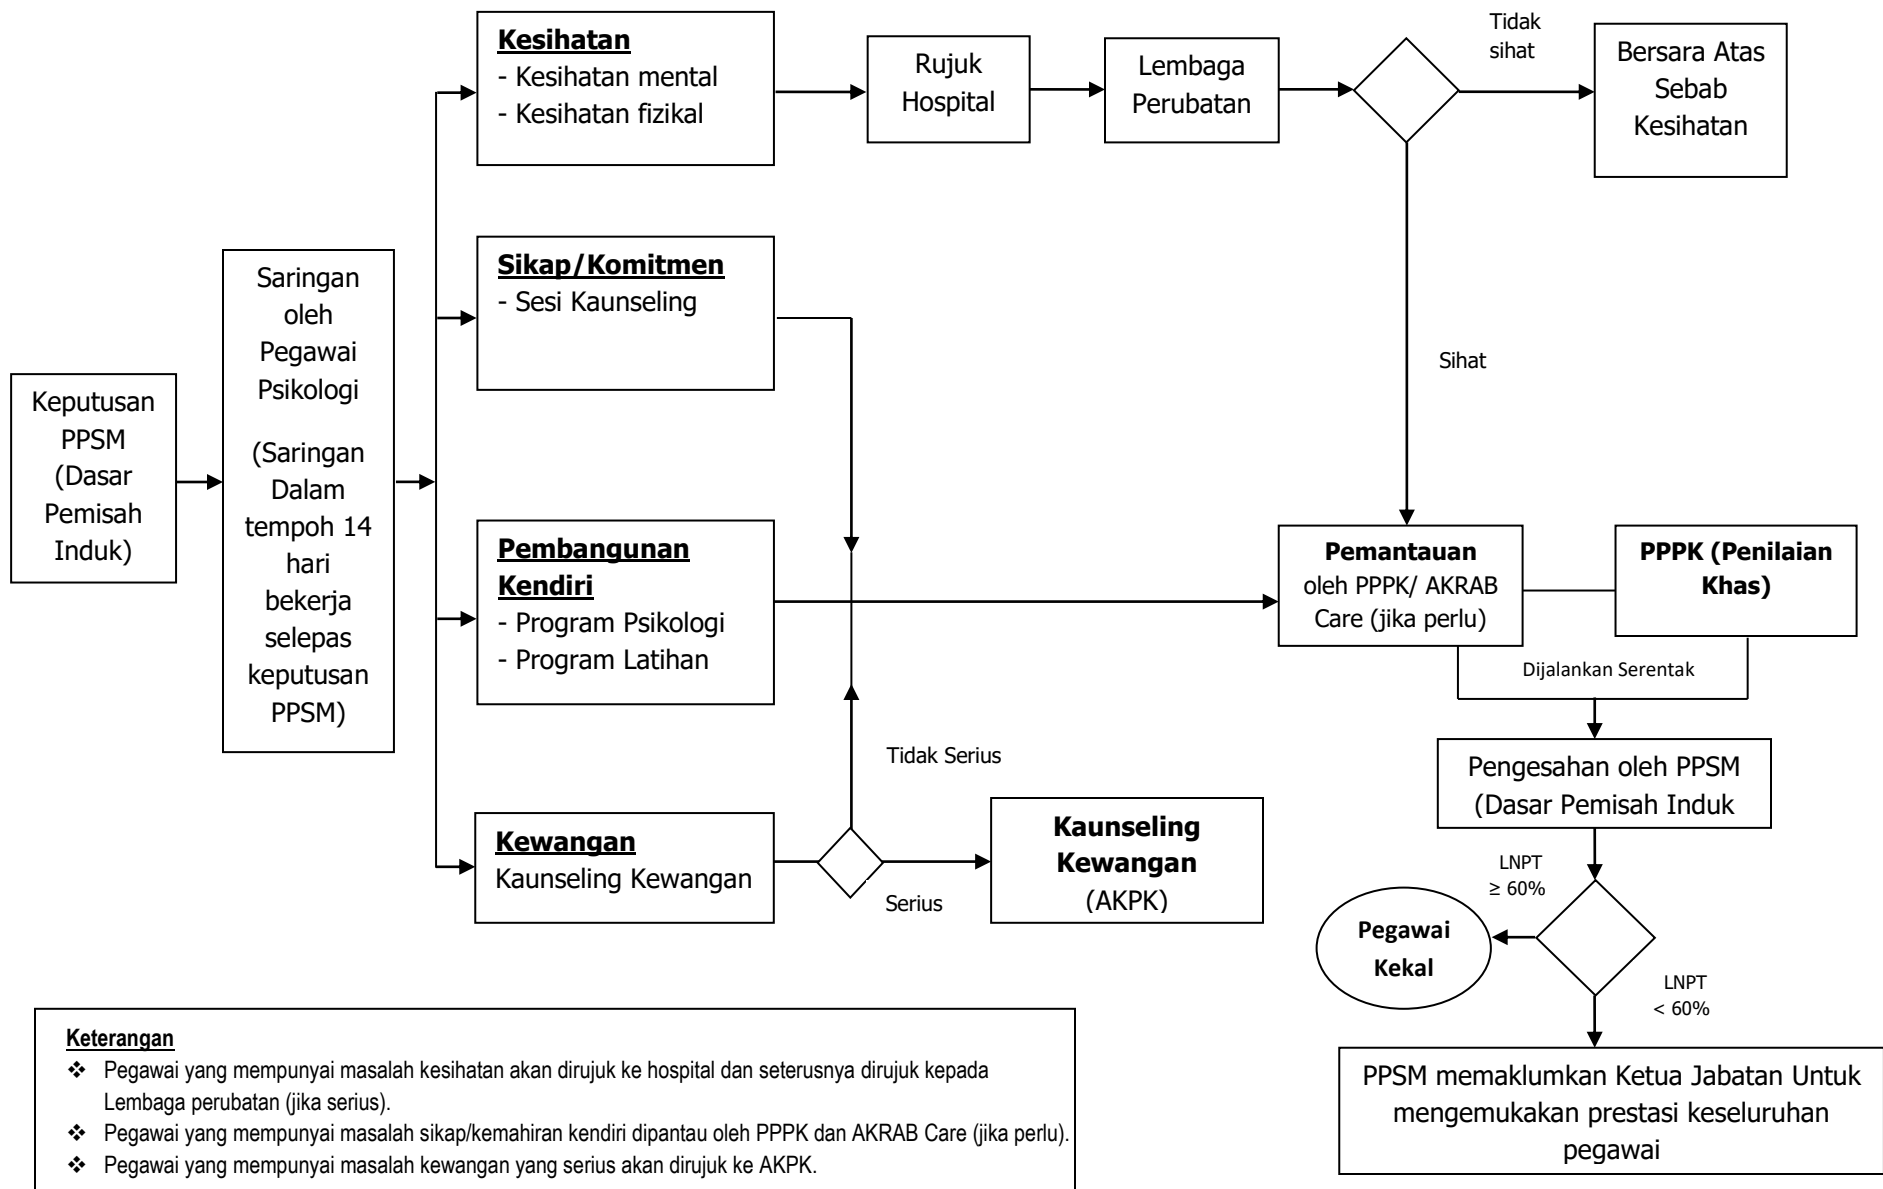 Keputusan
PPSM
(Dasar
Pemisah
Induk)
Saringan
oleh
Pegawai
Psikologi
(Saringan
Dalam
tempoh 14
hari
bekerja
selepas
keputusan
PPSM)
Kesihatan
- Kesihatan mental
- Kesihatan fizikal
Rujuk
Hospital
Lembaga
Perubatan
Tidak
sihat
Bersara Atas
Sebab
Kesihatan
Sihat
Sikap/Komitmen
- Sesi Kaunseling
Pembangunan
Kendiri
- Program Psikologi
- Program Latihan
Kewangan
Kaunseling Kewangan
Tidak Serius
Serius
Kaunseling
Kewangan
(AKPK)
Pemantauan
oleh PPPK/ AKRAB
Care (jika perlu)
PPPK (Penilaian
Khas)
Dijalankan Serentak
Pengesahan oleh PPSM
(Dasar Pemisah Induk
LNPT
≥ 60%
Pegawai
Kekal
LNPT
< 60%
PPSM memaklumkan Ketua Jabatan Untuk
mengemukakan prestasi keseluruhan
pegawai
Keterangan
❖ Pegawai yang mempunyai masalah kesihatan akan dirujuk ke hospital dan seterusnya dirujuk kepada
Lembaga perubatan (jika serius).
❖ Pegawai yang mempunyai masalah sikap/kemahiran kendiri dipantau oleh PPPK dan AKRAB Care (jika perlu).
❖ Pegawai yang mempunyai masalah kewangan yang serius akan dirujuk ke AKPK.